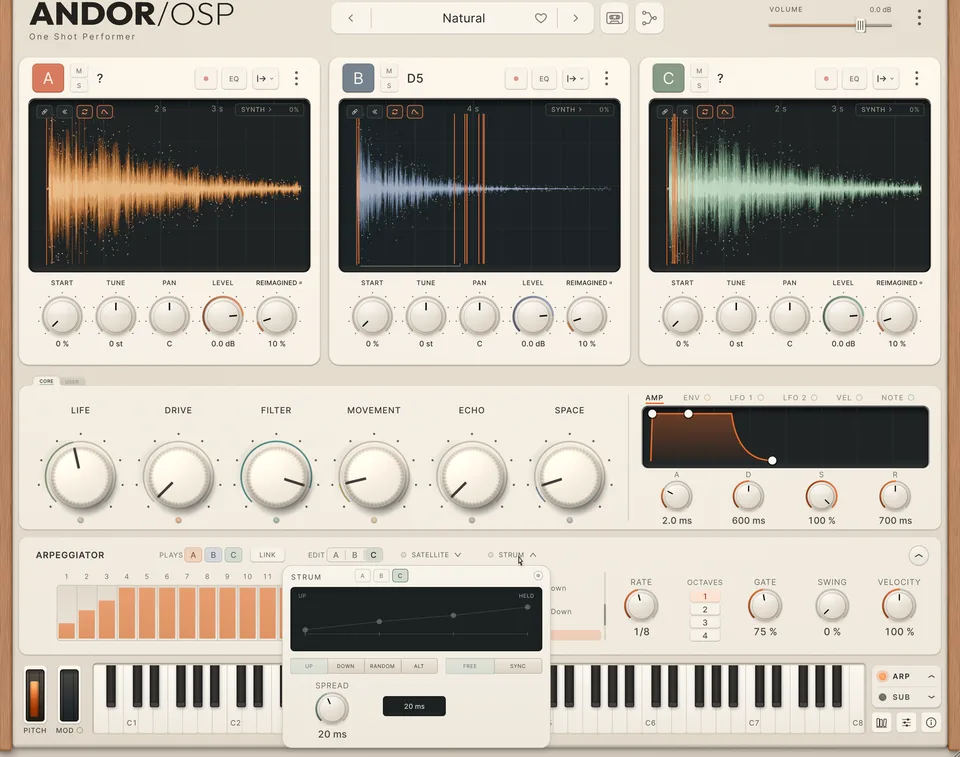 ANDOR/OSP
One Shot Performer
Natural
VOLUME 0.0 dB
A M S ? EQ
B M S D5 EQ
C M S ? EQ
2 s 3 s SYNTH > 0%
4 s SYNTH > 0%
2 s 3 s SYNTH > 0%
START TUNE PAN LEVEL REIMAGINED
0 % 0 st C 0.0 dB 10 %
START TUNE PAN LEVEL REIMAGINED
0 % 0 st C 0.0 dB 10 %
START TUNE PAN LEVEL REIMAGINED
0 % 0 st C 0.0 dB 10 %
CORE USER
LIFE DRIVE FILTER MOVEMENT ECHO SPACE
AMP ENV LFO 1 LFO 2 VEL NOTE
A D S R
2.0 ms 600 ms 100 % 700 ms
ARPEGGIATOR PLAYS A B C LINK EDIT A B C SATELLITE STRUM
1 2 3 4 5 6 7 8 9 10 11
STRUM A B C
UP HELD
UP DOWN RANDOM ALT FREE SYNC
SPREAD
20 ms
20 ms
own
Down
RATE OCTAVES GATE SWING VELOCITY
1
2
3
4
1/8 75 % 0 % 100 %
PITCH MOD
C1 C2 C6 C7 C8
ARP
SUB